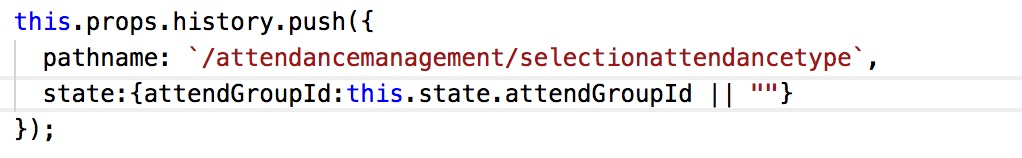 this.props.history.push({
  pathname: `/attendancemanagement/selectionattendancetype`,
  state:{attendGroupId:this.state.attendGroupId || ""}
});